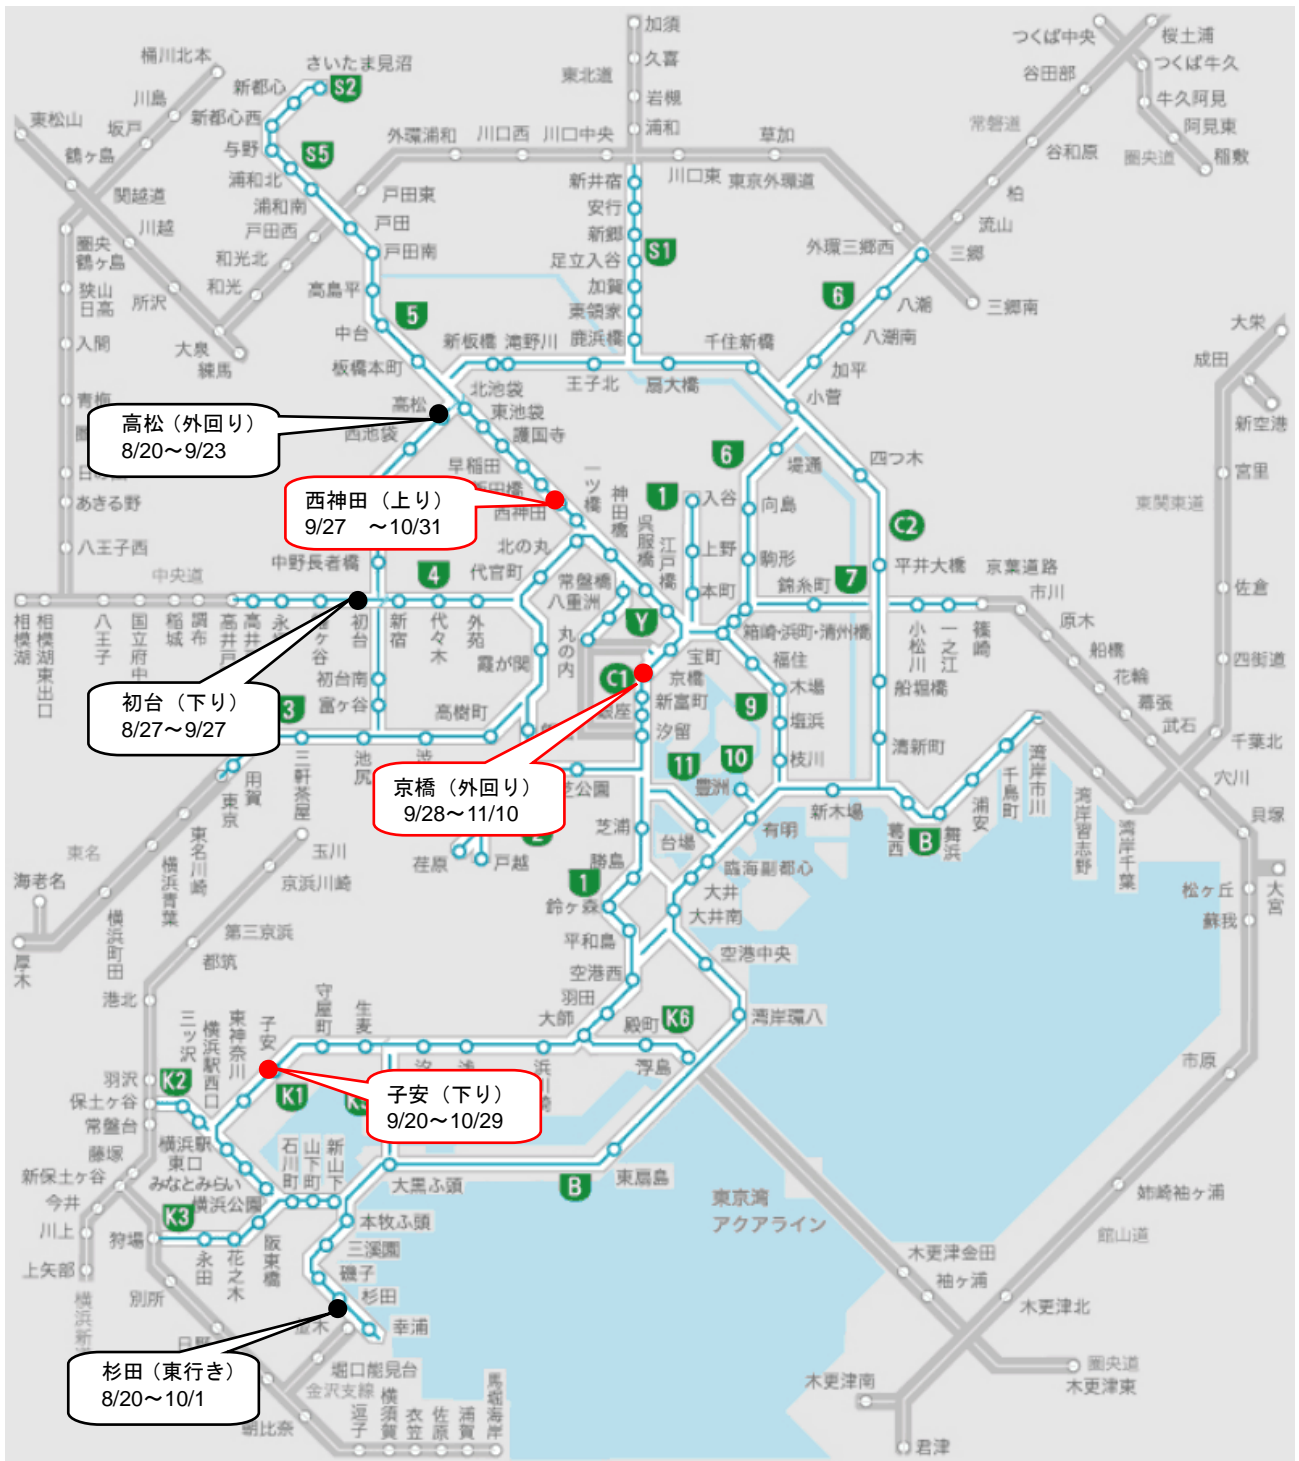 加須
久喜
東北道
岩槻
浦和
つくば中央
桜土浦
つくば牛久
谷田部
牛久阿見
阿見東
常磐道
谷和原
圏央道
稲敷
柏
流山
桶川北本
さいたま見沼
新都心
S2
川島
新都心西
東松山
坂戸
与野
S5
鶴ヶ島
浦和北
関越道
浦和南
外環浦和
川口西
川口中央
草加
川口東
東京外環道
戸田東
戸田西
戸田
川越
和光北
戸田南
圏央
鶴ヶ島
和光
狭山
日高
所沢
高島平
入間
大泉
練馬
中台
5
板橋本町
新井宿
安行
新郷
足立入谷
S1
加賀
東領家
鹿浜橋
外環三郷西
三郷
三郷南
6
八潮
八潮南
加平
小菅
千住新橋
扇大橋
王子北
新板橋
滝野川
北池袋
東池袋
護国寺
早稲田
高松
西池袋
青梅
あきる野
八王子西
高松（外回り）
8/20～9/23
西神田（上り）
9/27 ～10/31
西神田
一ツ橋
神田橋
呉服橋
江戸橋
1
入谷
上野
本町
6
堤通
向島
駒形
四つ木
C2
平井大橋
京葉道路
錦糸町
7
市川
原木
船橋
花輪
幕張
武石
大栄
成田
新空港
宮里
東関東道
佐倉
四街道
千葉北
穴川
貝塚
北の丸
代官町
中野長者橋
4
常盤橋
八重洲
丸の内
Y
中央道
相模湖
相模湖東出口
八王子
国立府中
稲城
調布
高井戸
初台
新宿
代々木
外苑
霞が関
初台南
富ヶ谷
高樹町
C1
宝町
京橋
新富町
銀座
汐留
箱崎・浜町・清州橋
福住
木場
塩浜
枝川
9
10
11
豊洲
小松川
一之江
篠崎
船堀橋
清新町
初台（下り）
8/27～9/27
3
三軒茶屋
池尻
用賀
東京
京橋（外回り）
9/28～11/10
芝公園
芝浦
台場
有明
新木場
葛西
B
舞浜
浦安
千鳥町
湾岸市川
湾岸習志野
湾岸千葉
臨海副都心
大井
大井南
勝島
1
鈴ヶ森
平和島
空港西
羽田
空港中央
湾岸環八
荏原
戸越
東名
東名川崎
横浜青葉
横浜町田
海老名
厚木
玉川
京浜川崎
第三京浜
都筑
港北
松ヶ丘
蘇我
大宮
市原
姉崎袖ヶ浦
館山道
木更津北
三ッ沢
横浜駅西口
東神奈川
子安
守屋町
生麦
大師
殿町
K6
浮島
羽沢
K2
保土ヶ谷
常盤台
藤塚
新保土ヶ谷
今井
川上
上矢部
横浜新道
K1
子安（下り）
9/20～10/29
横浜駅
東口
みなとみらい
横浜公園
石川町
山下町
新山下
大黒ふ頭
東扇島
B
K3
狩場
永田
花之木
阪東橋
本牧ふ頭
三溪園
磯子
杉田
幸浦
別所
日野
杉田（東行き）
8/20～10/1
堀口能見台
金沢支線
朝比奈
逗子
横須賀
衣笠
佐原
浦賀
馬堀海岸
東京湾
アクアライン
木更津金田
袖ヶ浦
圏央道
木更津東
木更津南
君津